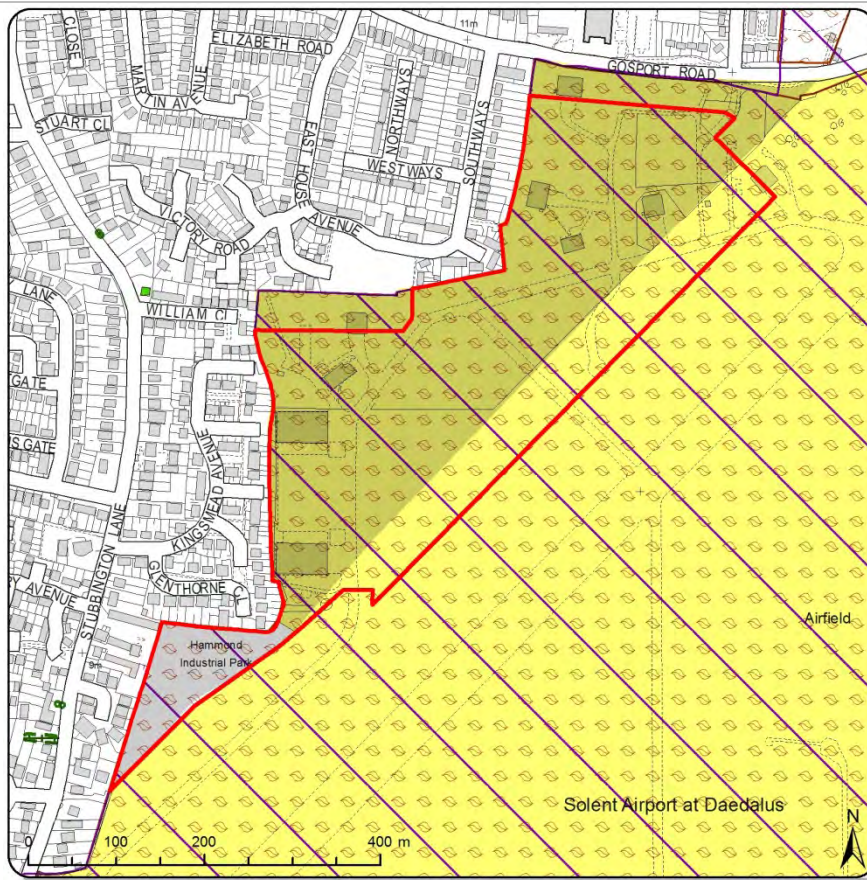 11m
CLOSE
ELIZABETH ROAD
GOSPORT ROAD
MARTIN AVENUE
NORTHWAYS
STUART CL
EAST HOUSE AVENUE
WESTWAYS
SOUTHWAYS
VICTORY ROAD
LANE
WILLIAM Cl
GATE
GATE
KINGSMEAD AVENUE
STUBBINGTON LANE
GLENTHORNE CL
AVENUE
Hammond
Industrial Park
9m
Airfield
Solent Airport at Daedalus
0 100 200 400 m
N